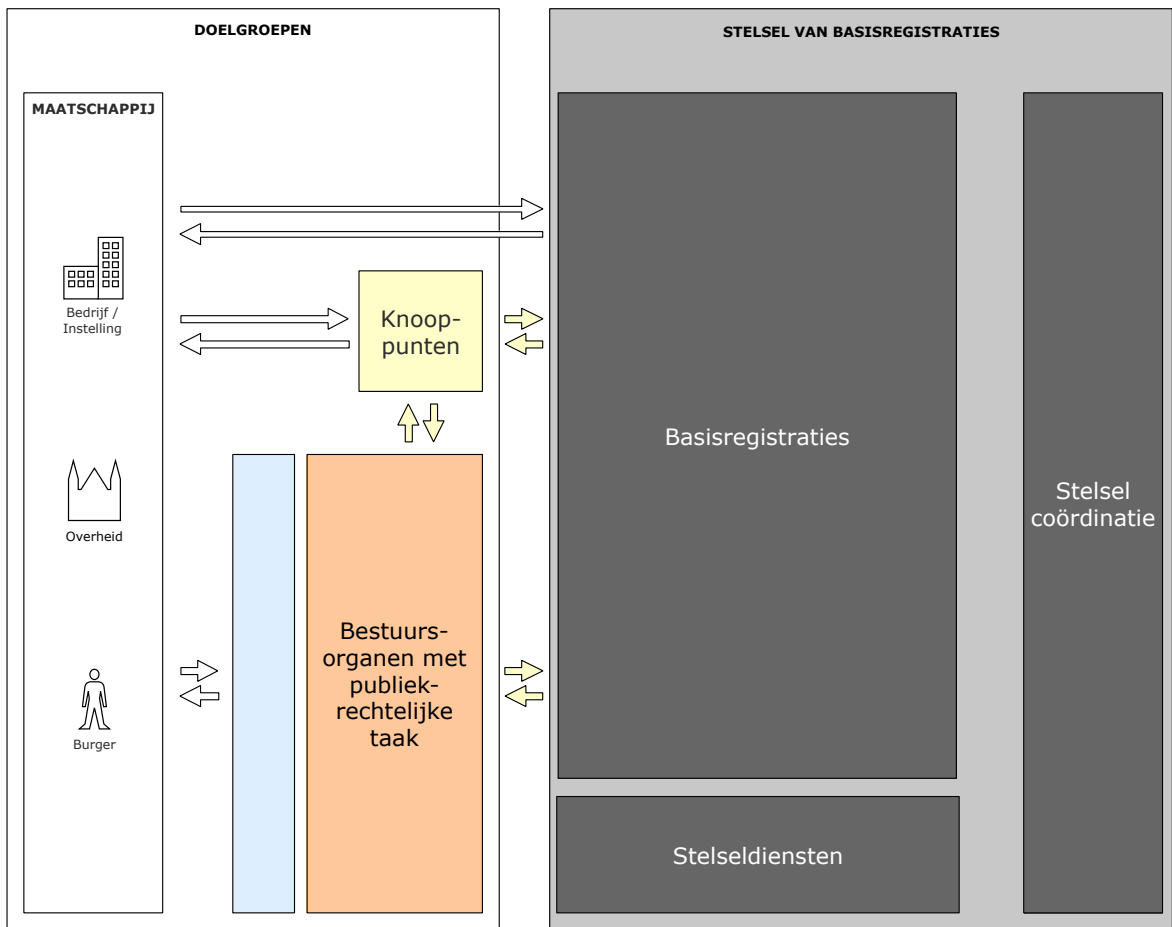 DOELGROEPEN
MAATSCHAPPIJ
Bedrijf /
Instelling
Overheid
Burger
Knoop-
punten
Bestuurs-
organen met
publiek-
rechtelijke
taak
STELSEL VAN BASISREGISTRATIES
Basisregistraties
Stelseldiensten
Stelsel
coördinatie